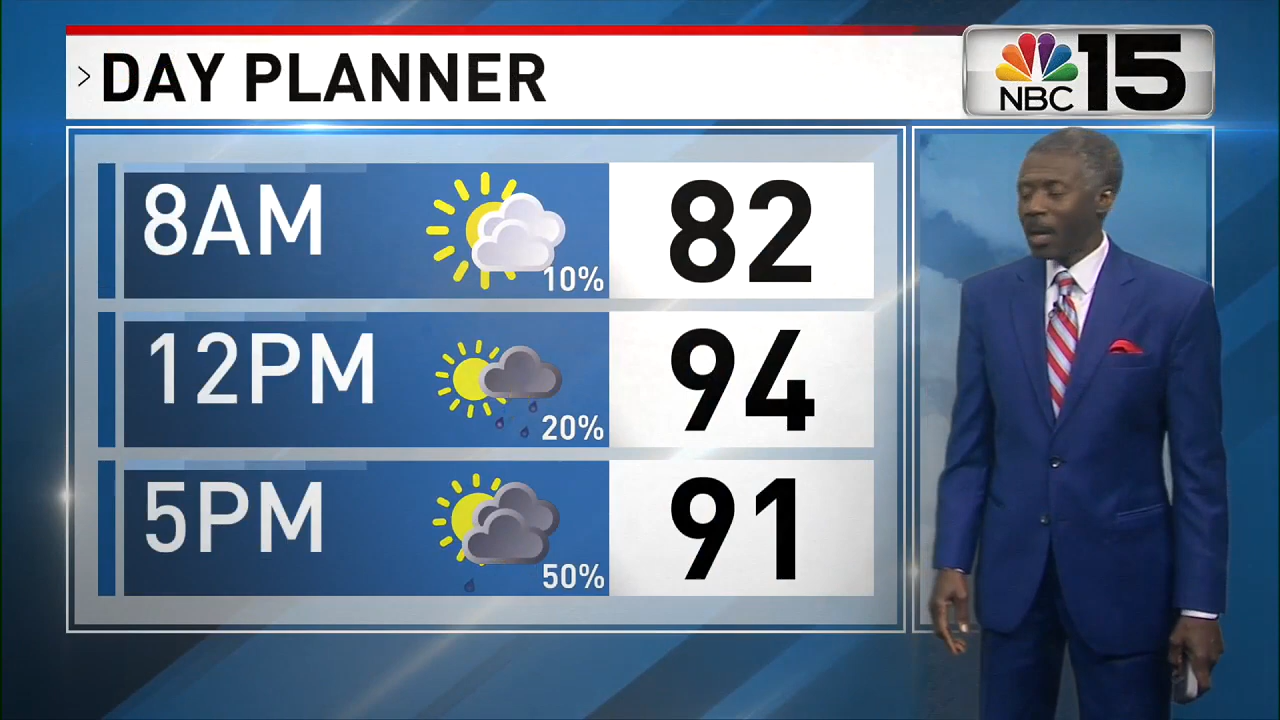 > DAY PLANNER
NBC 15
8AM 10% 82
12PM 20% 94
5PM 50% 91